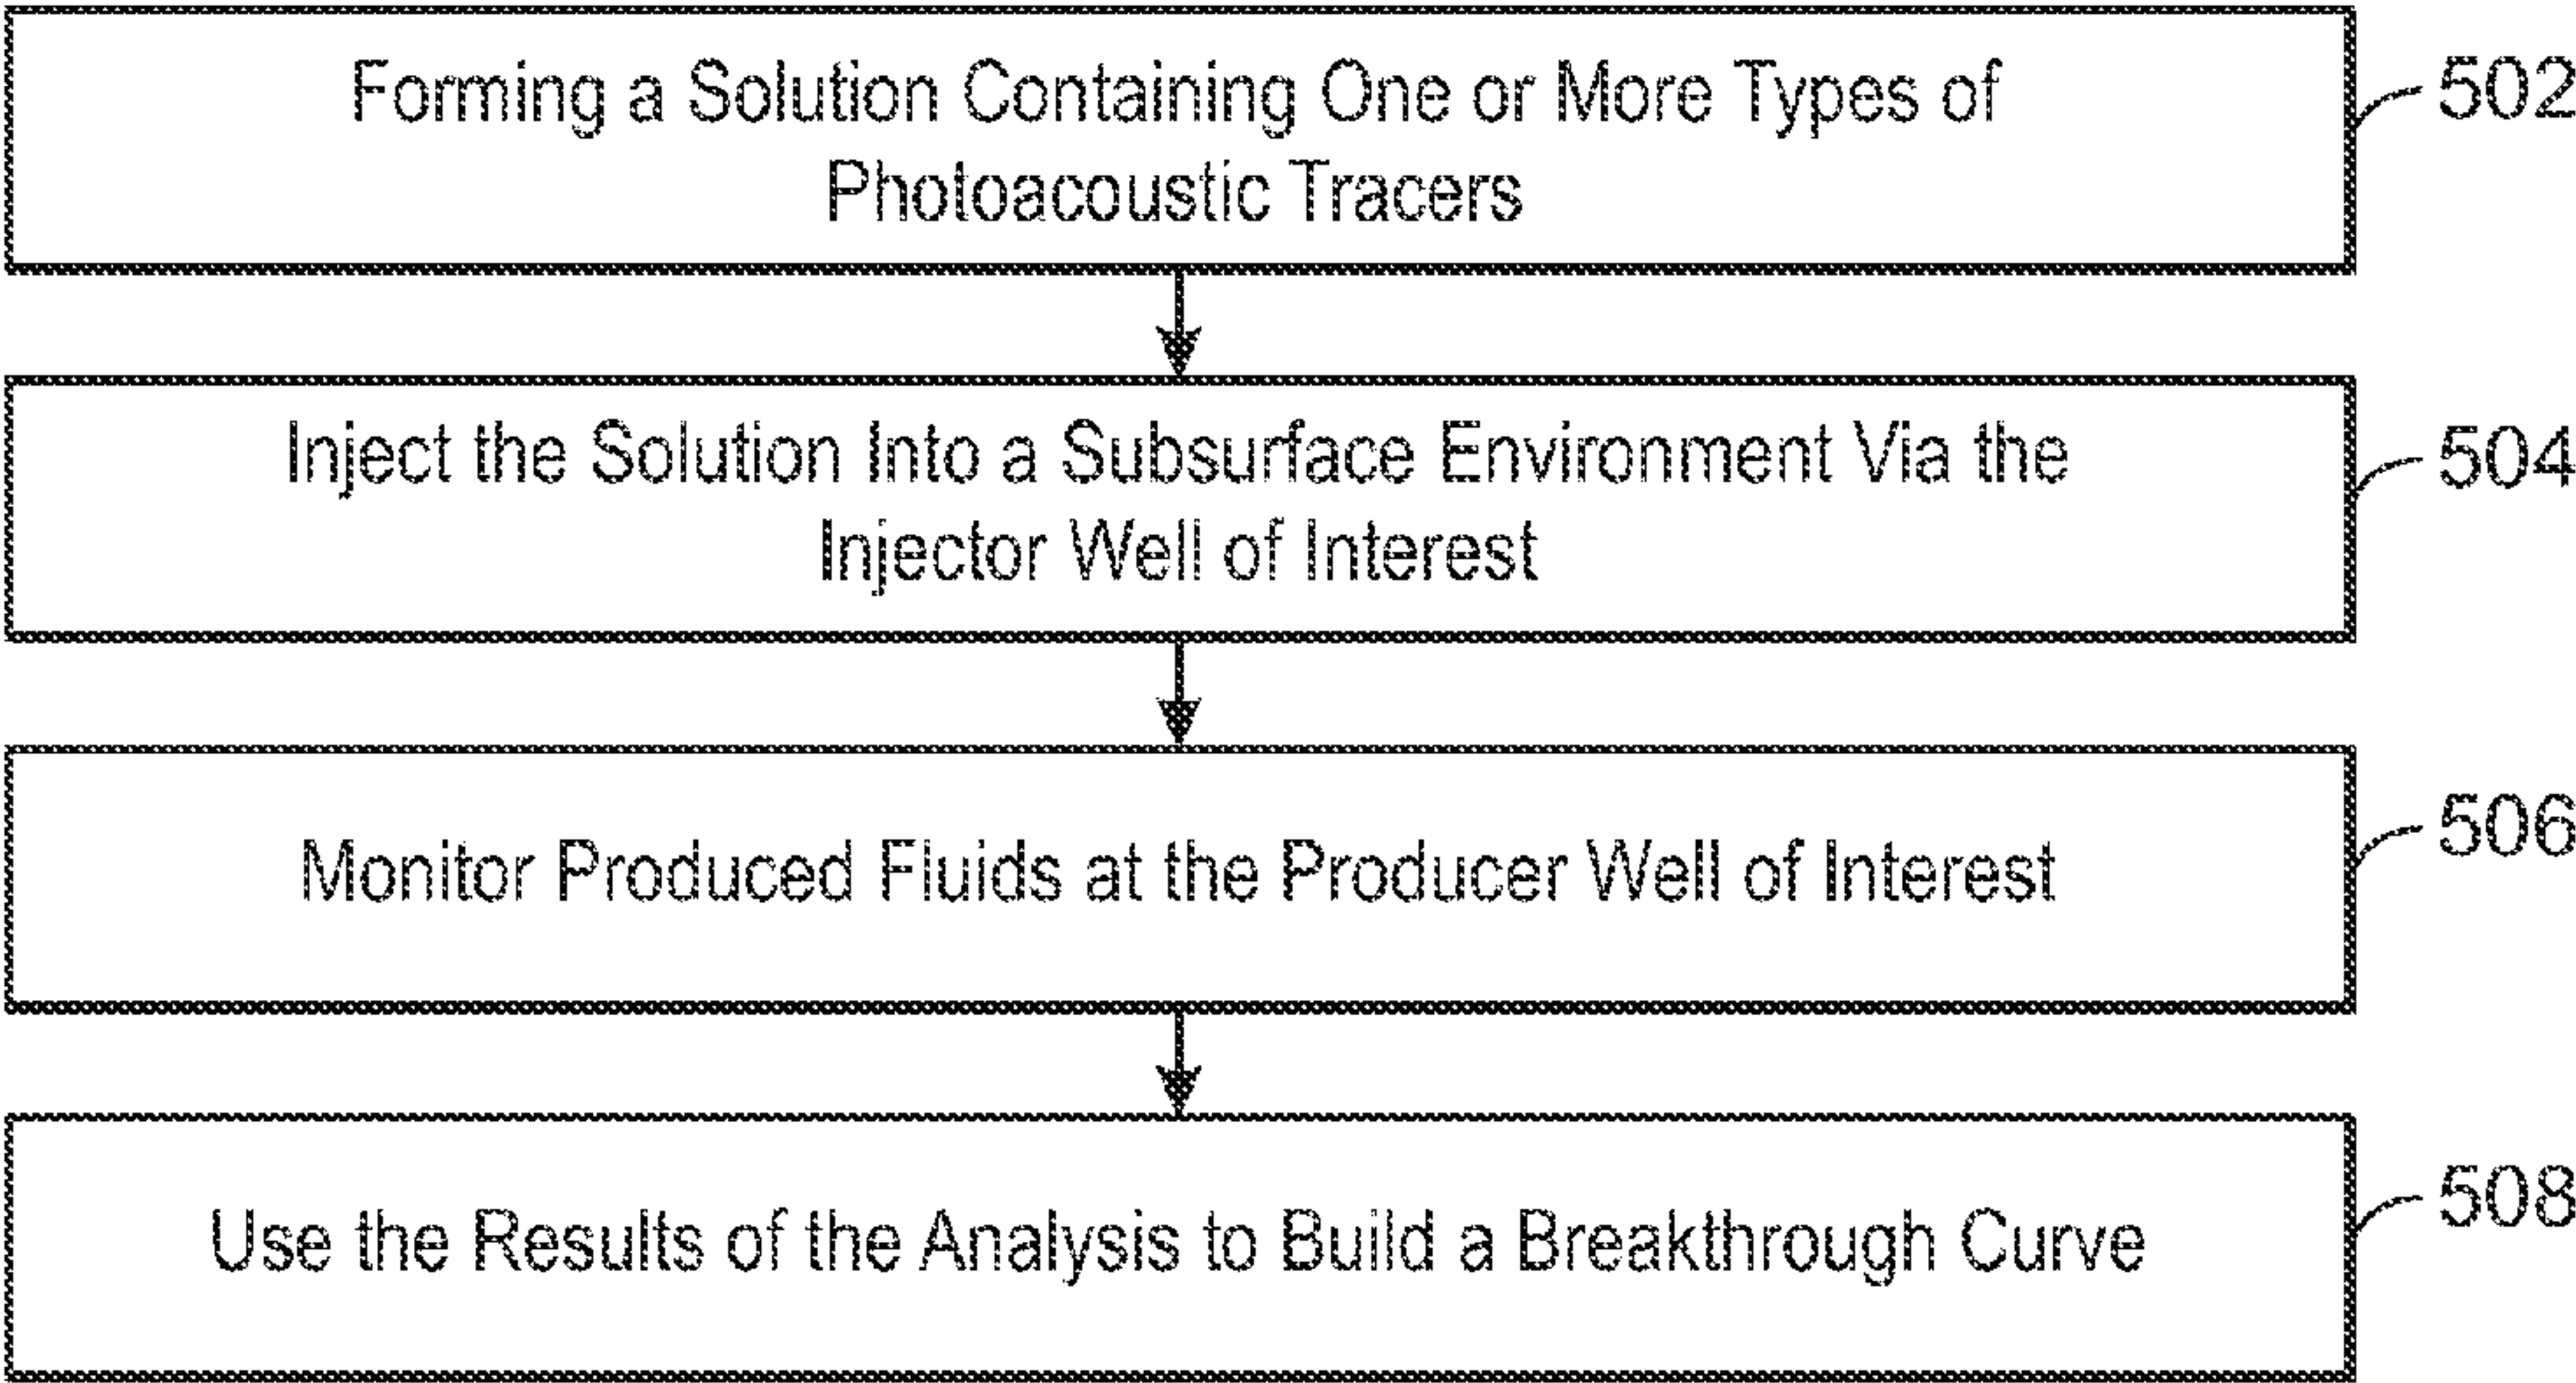 Forming a Solution Containing One or More Types of
Photoacoustic Tracers
502
Inject the Solution Into a Subsurface Environment Via the
Injector Well of Interest
504
Monitor Produced Fluids at the Producer Well of Interest
506
Use the Results of the Analysis to Build a Breakthrough Curve
508